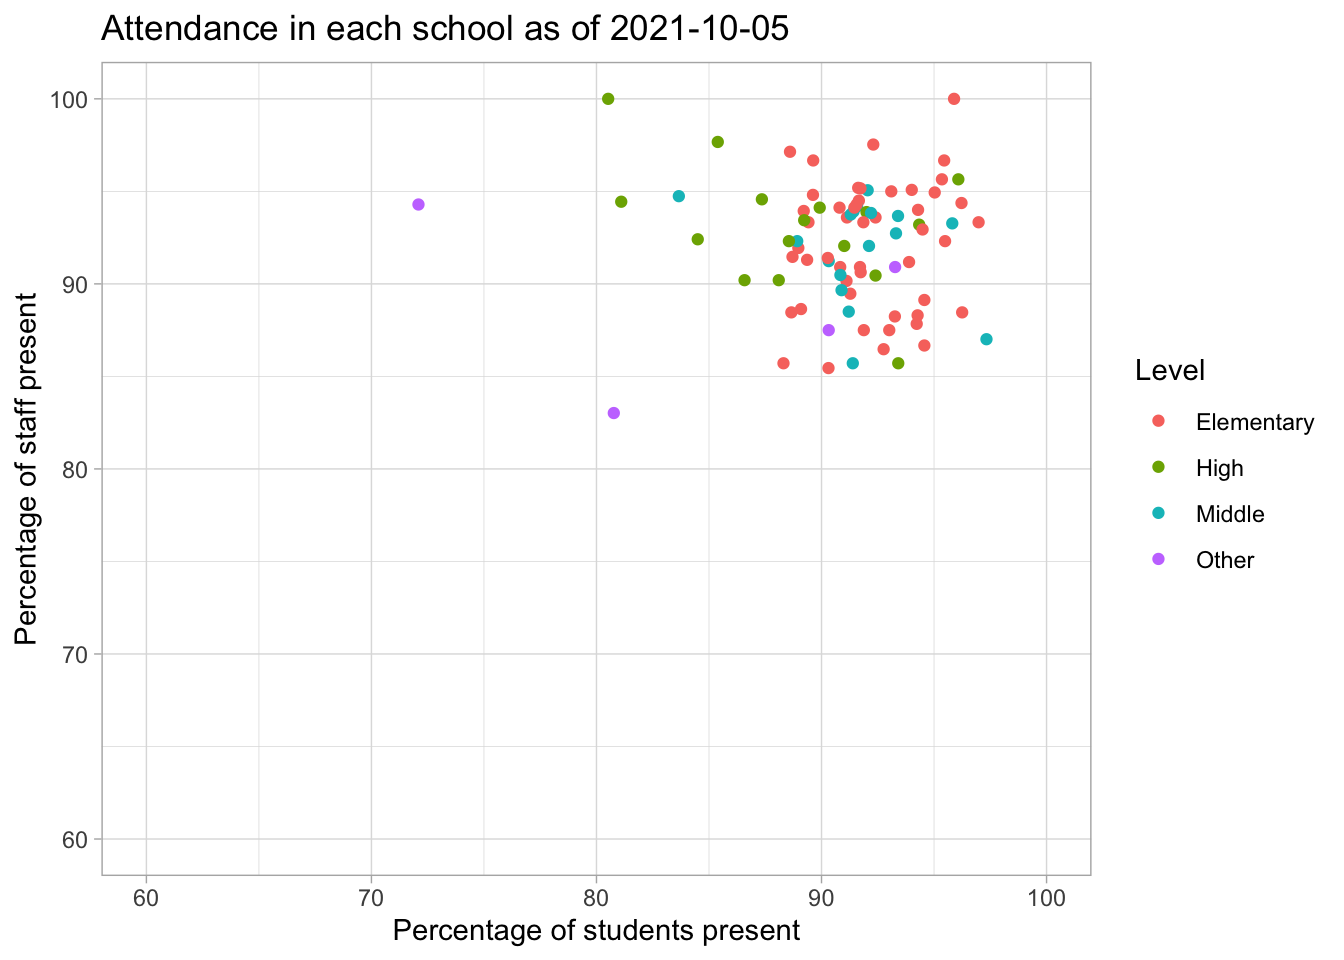 Attendance in each school as of 2021-10-05
Percentage of staff present
100
90
80
70
60
60 70 80 90 100
Percentage of students present
Level
Elementary
High
Middle
Other